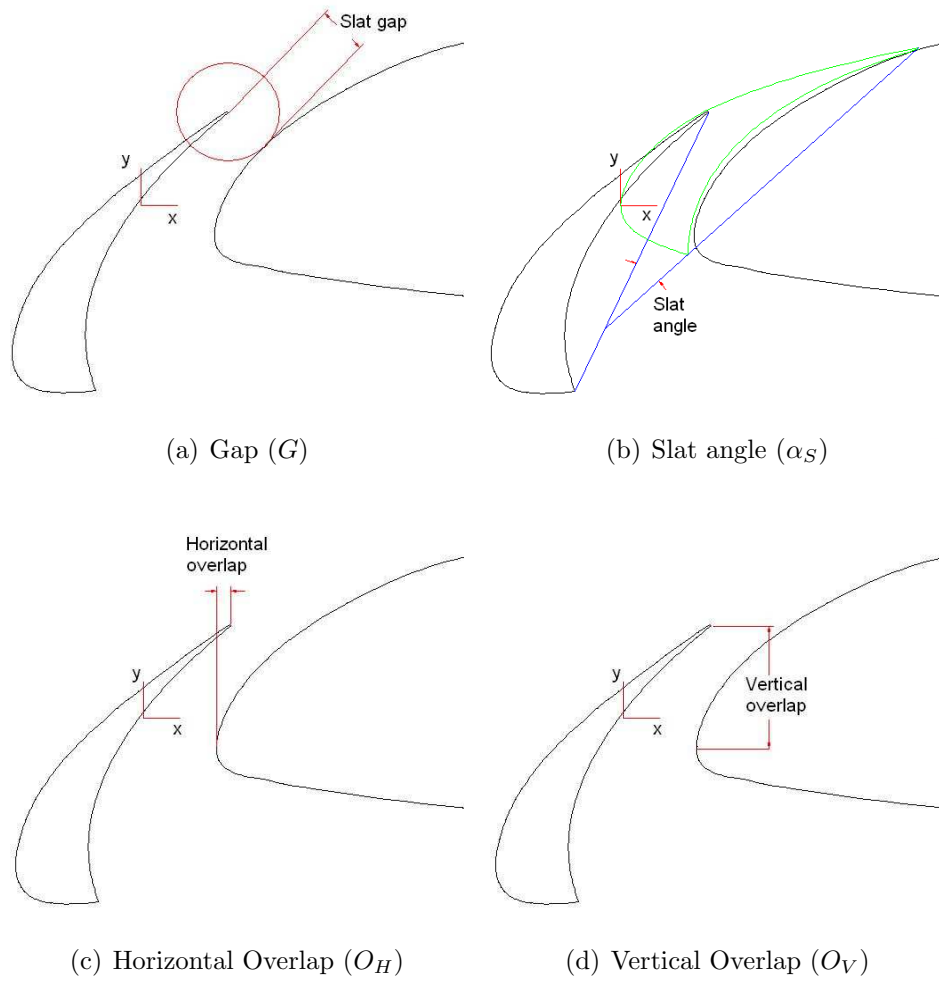 Slat gap
y
x
y
x
Slat
angle
(a) Gap (G)
(b) Slat angle (α_S)
Horizontal
overlap
y
x
y
x
Vertical
overlap
(c) Horizontal Overlap (O_H)
(d) Vertical Overlap (O_V)